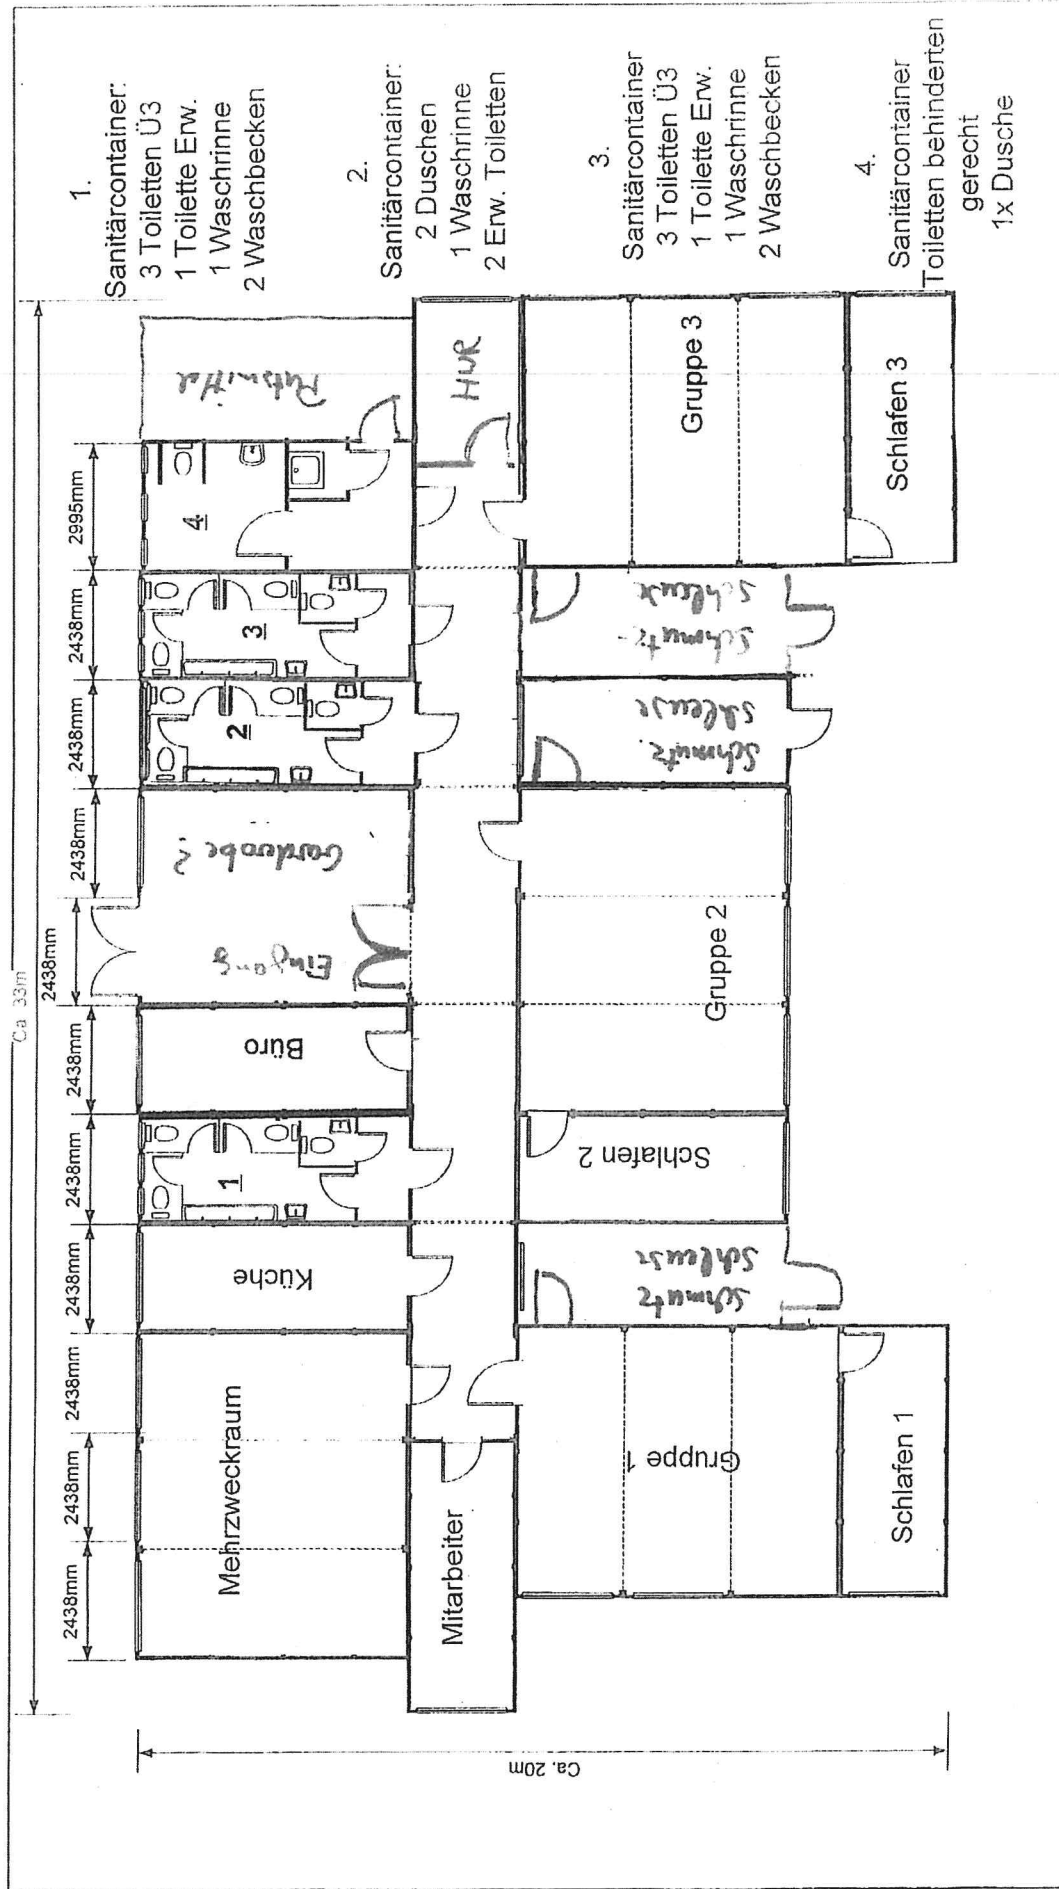 Ca 33m
2438mm
2438mm
2438mm
2438mm
2438mm
2438mm
2438mm
2438mm
2438mm
2438mm
2995mm
Mehrzweckraum
Küche
1
Büro
Eingang
Garderobe ?
2
3
4
Putzmittel
Mitarbeiter
HWR
Gruppe 1
Schlafen 1
Schmutz
Schleuse
Schlafen 2
Gruppe 2
Schmutz.
Schleuse
Schmutz-
Schleuse
Gruppe 3
Schlafen 3
Ca. 20m
1.
Sanitärcontainer:
3 Toiletten Ü3
1 Toilette Erw.
1 Waschrinne
2 Waschbecken
2.
Sanitärcontainer:
2 Duschen
1 Waschrinne
2 Erw. Toiletten
3.
Sanitärcontainer
3 Toiletten Ü3
1 Toilette Erw.
1 Waschrinne
2 Waschbecken
4.
Sanitärcontainer
Toiletten behinderten
gerecht
1x Dusche